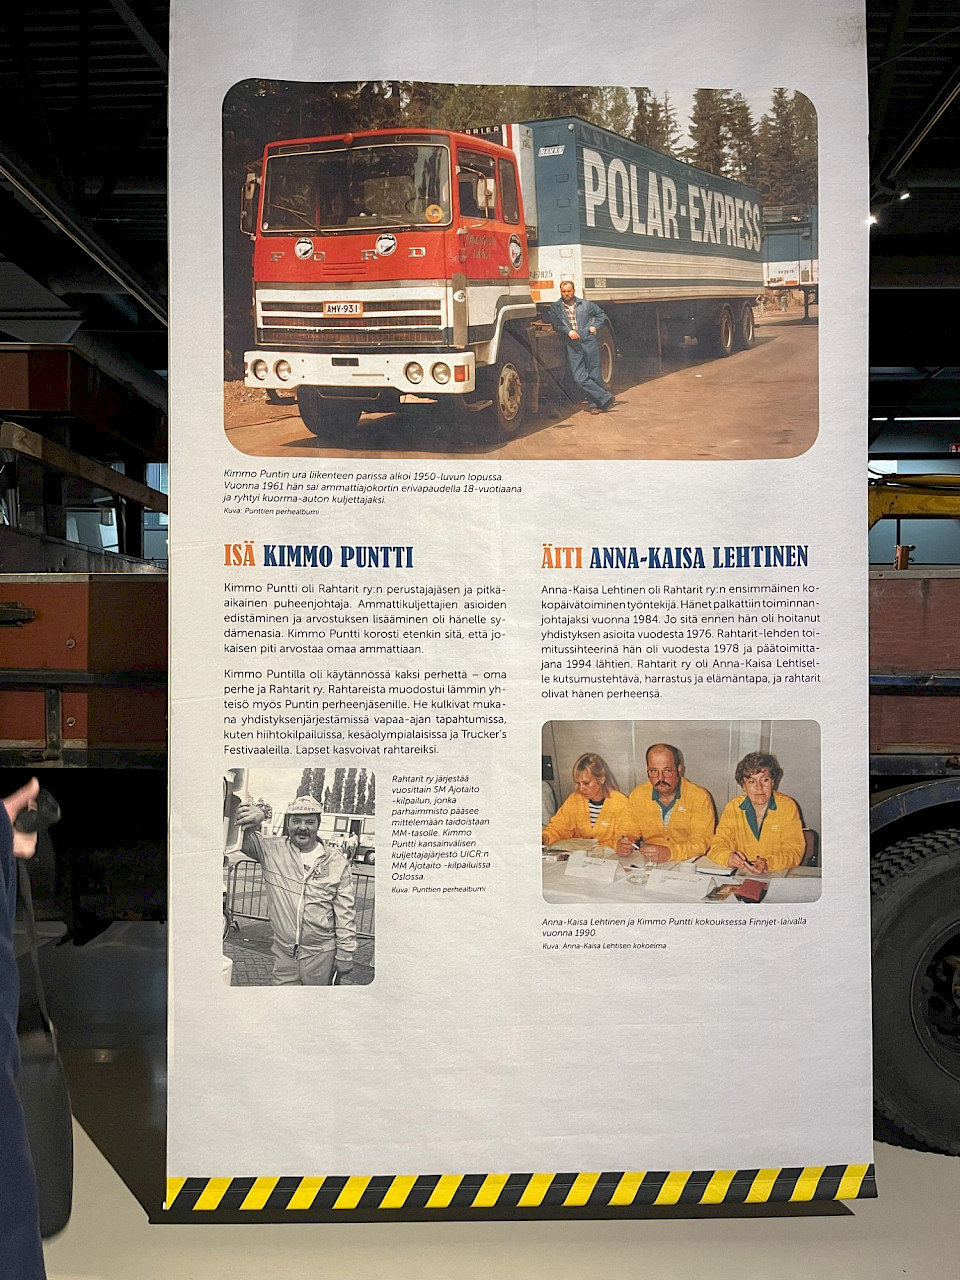 RRIER
POLAR-EXPRESS
FORD
AMV-931
Kimmo Puntin ura liikenteen parissa alkoi 1950-luvun lopussa.
Vuonna 1961 hän sai ammattiajokortin erivapaudella 18-vuotiaana
ja ryhtyi kuorma-auton kuljettajaksi.
Kuva: Punttien perhealbumi
ISÄ KIMMO PUNTTI
Kimmo Puntti oli Rahtarit ry:n perustajajäsen ja pitkä-
aikainen puheenjohtaja. Ammattikuljettajien asioiden
edistäminen ja arvostuksen lisääminen oli hänelle sy-
dämenasia. Kimmo Puntti korosti etenkin sitä, että jo-
kaisen piti arvostaa omaa ammattiaan.
Kimmo Puntilla oli käytännössä kaksi perhettä – oma
perhe ja Rahtarit ry. Rahtareista muodostui lämmin yh-
teisö myös Puntin perheenjäsenille. He kulkivat muka-
na yhdistyksenjärjestämissä vapaa-ajan tapahtumissa,
kuten hiihtokilpailuissa, kesäolympialaisissa ja Trucker's
Festivaaleilla. Lapset kasvoivat rahtareiksi.
Rahtarit ry järjestää
vuosittain SM Ajotaito
-kilpailun, jonka
parhaimmisto pääsee
mittelemään taidoistaan
MM-tasolle. Kimmo
Puntti kansainvälisen
kuljettajajärjestö UICR:n
MM Ajotaito -kilpailuissa
Oslossa.
Kuva: Punttien perhealbumi
ÄITI ANNA-KAISA LEHTINEN
Anna-Kaisa Lehtinen oli Rahtarit ry:n ensimmäinen ko-
kopäivätoiminen työntekijä. Hänet palkattiin toiminnan-
johtajaksi vuonna 1984. Jo sitä ennen hän oli hoitanut
yhdistyksen asioita vuodesta 1976. Rahtarit-lehden toi-
mitussihteerinä hän oli vuodesta 1978 ja päätoimitta-
jana 1994 lähtien. Rahtarit ry oli Anna-Kaisa Lehtisel-
le kutsumustehtävä, harrastus ja elämäntapa, ja rahtarit
olivat hänen perheensä.
Anna-Kaisa Lehtinen ja Kimmo Puntti kokouksessa Finnjet-laivalla
vuonna 1990.
Kuva: Anna-Kaisa Lehtisen kokoelma